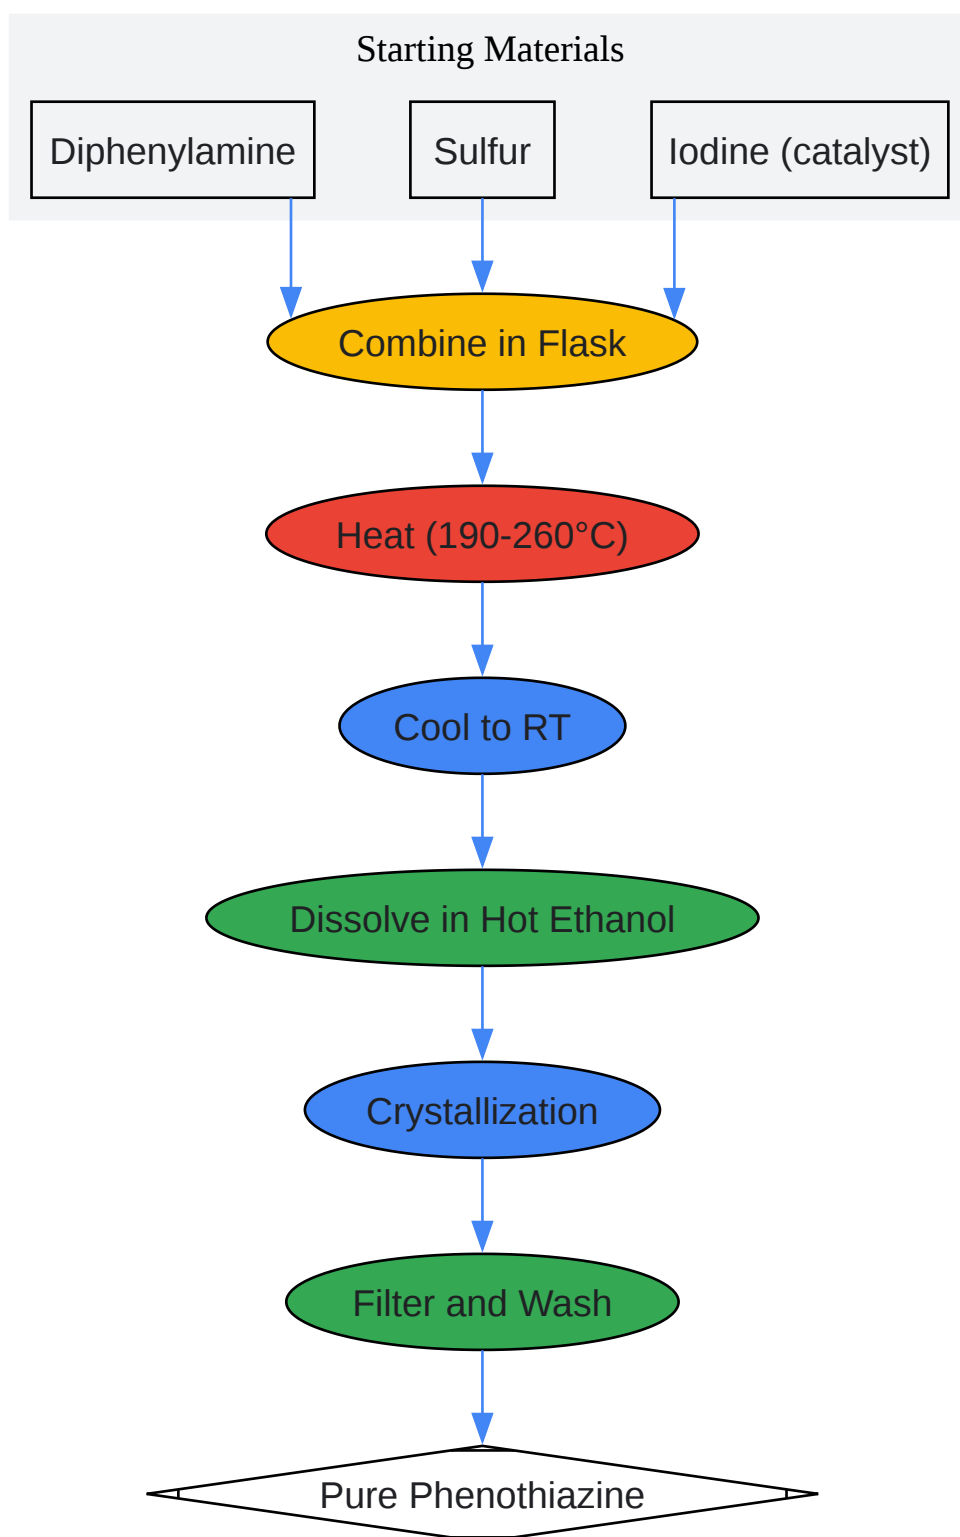 Starting Materials
Diphenylamine
Sulfur
Iodine (catalyst)
Combine in Flask
Heat (190-260°C)
Cool to RT
Dissolve in Hot Ethanol
Crystallization
Filter and Wash
Pure Phenothiazine